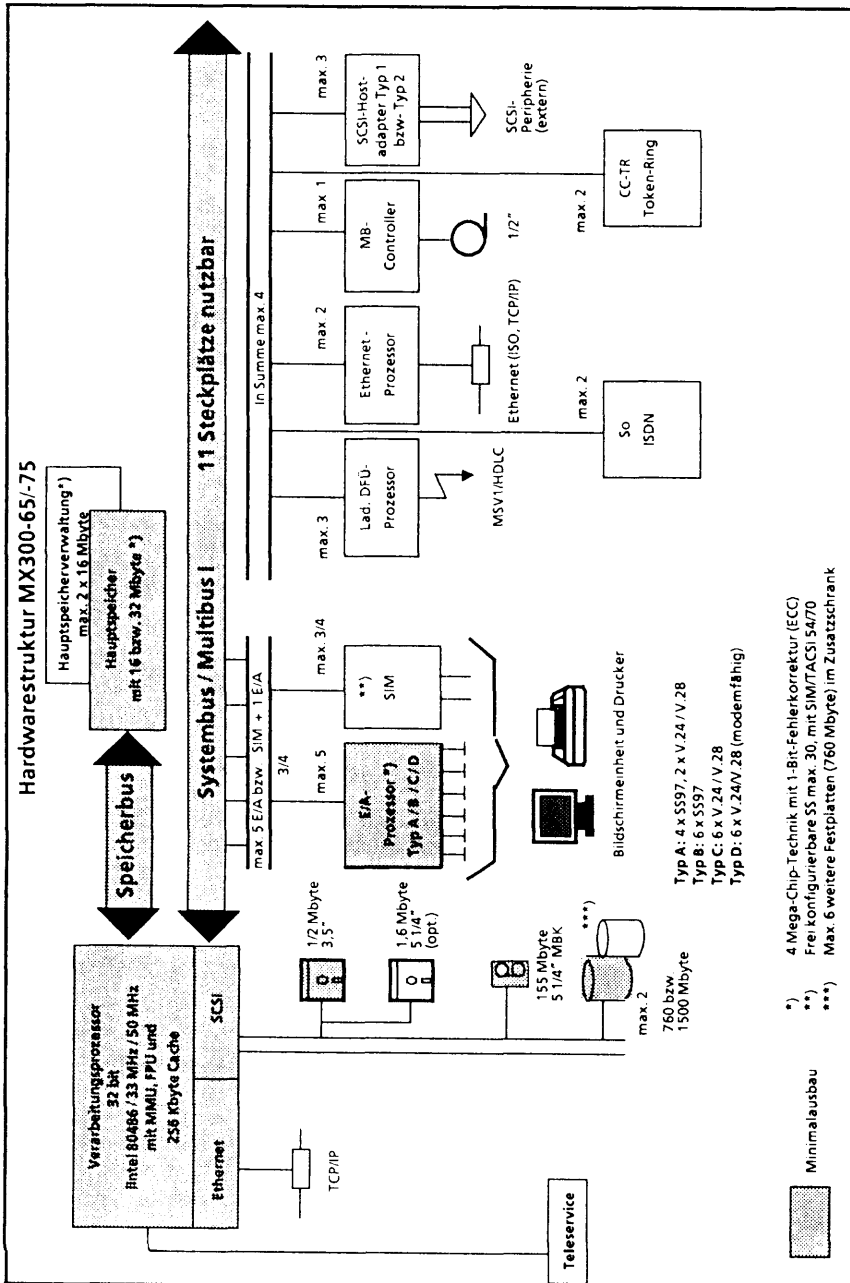 Hardwarestruktur MX300-65/-75
Verarbeitungsprozessor
32 bit
Intel 80486 / 33 MHz / 50 MHz
mit MMU, FPU und
256 Kbyte Cache
Ethernet
SCSI
Speicherbus
Hauptspeicherverwaltung*)
max. 2 x 16 Mbyte
Hauptspeicher
mit 16 bzw. 32 Mbyte *)
Systembus / Multibus I
11 Steckplätze nutzbar
TCP/IP
Teleservice
1/2 Mbyte
3,5"
1,6 Mbyte
5 1/4"
(opt.)
155 Mbyte
5 1/4" MBK
***)
max. 2
760 bzw.
1500 Mbyte
max. 5 E/A bzw. SIM + 1 E/A
3/4
max. 5
E/A-
Prozessor *)
Typ A / B / C / D
max. 3/4
**)
SIM
Bildschirmeinheit und Drucker
Typ A: 4 x SS97, 2 x V.24 / V.28
Typ B: 6 x SS97
Typ C: 6 x V.24 / V.28
Typ D: 6 x V.24/V.28 (modemfähig)
In Summe max. 4
max. 3
Lad. DFÜ-
Prozessor
MSV1/HDLC
max. 2
Ethernet -
Prozessor
Ethernet (ISO, TCP/IP)
max. 1
MB-
Controller
1/2"
max. 3
SCSI-Host-
adapter Typ 1
bzw- Typ 2
SCSI-
Peripherie
(extern)
max. 2
So
ISDN
max. 2
CC-TR
Token-Ring
Minimalausbau
*) 4 Mega-Chip-Technik mit 1-Bit-Fehlerkorrektur (ECC)
**) Frei konfigurierbare SS max. 30, mit SIM/TACSI 54/70
***) Max. 6 weitere Festplatten (760 Mbyte) im Zusatzschrank